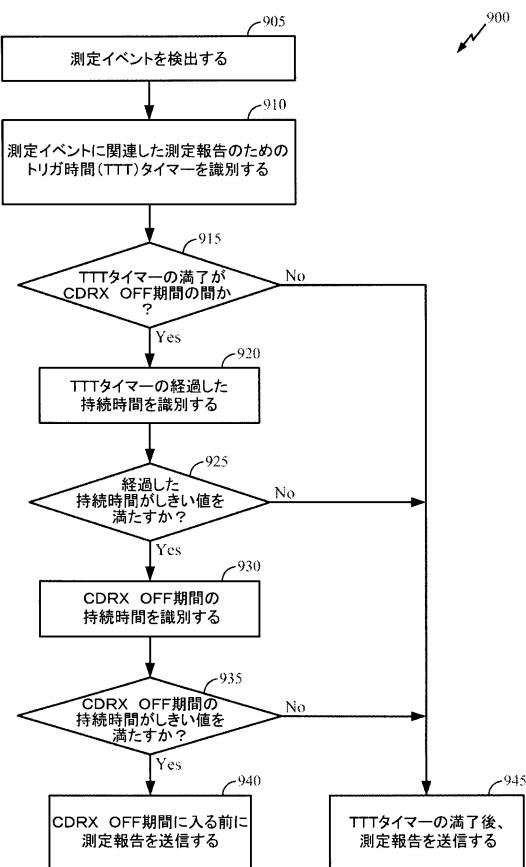 900
905
測定イベントを検出する
910
測定イベントに関連した測定報告のための
トリガ時間(TTT)タイマーを識別する
915
TTTタイマーの満了が
CDRX OFF期間の間か
?
No
Yes
920
TTTタイマーの経過した
持続時間を識別する
925
経過した
持続時間がしきい値を
満たすか?
No
Yes
930
CDRX OFF期間の
持続時間を識別する
935
CDRX OFF期間の
持続時間がしきい値を
満たすか?
No
Yes
940
CDRX OFF期間に入る前に
測定報告を送信する
945
TTTタイマーの満了後、
測定報告を送信する